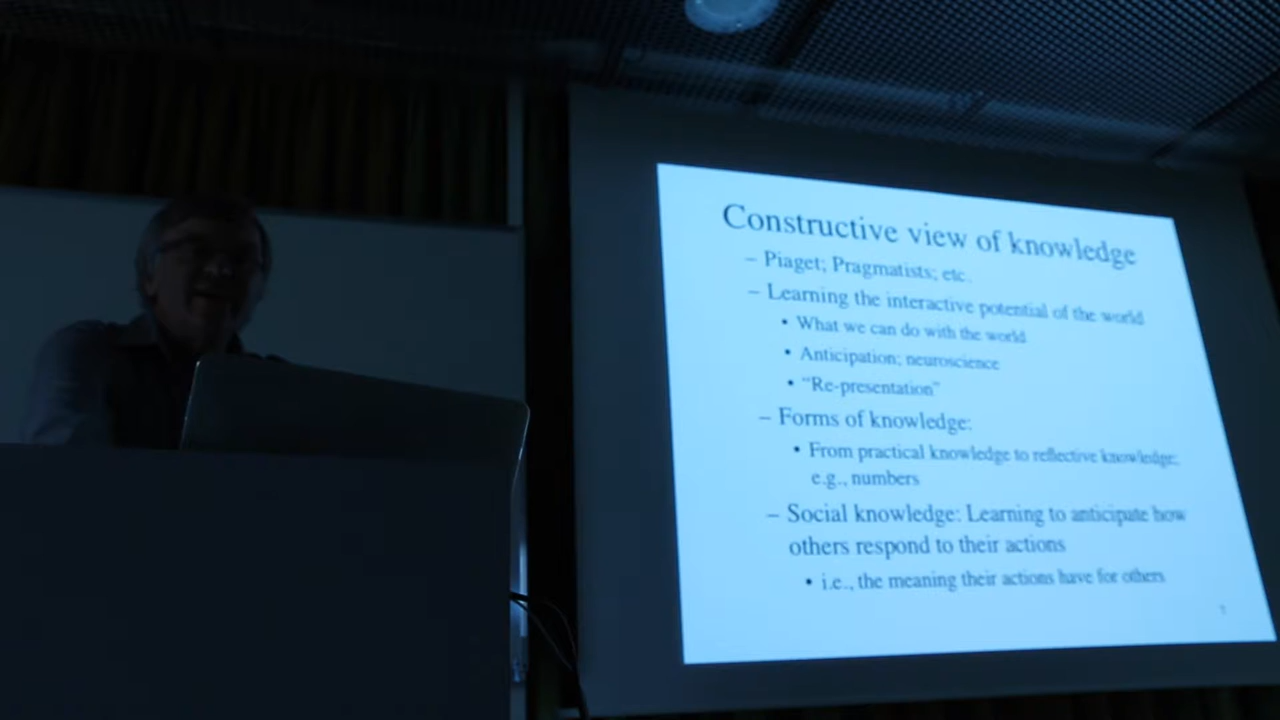 Constructive view of knowledge
– Piaget; Pragmatists; etc.
– Learning the interactive potential of the world
• What we can do with the world
• Anticipation; neuroscience
• "Re-presentation"
– Forms of knowledge:
• From practical knowledge to reflective knowledge;
e.g., numbers
– Social knowledge: Learning to anticipate how
others respond to their actions
• i.e., the meaning their actions have for others